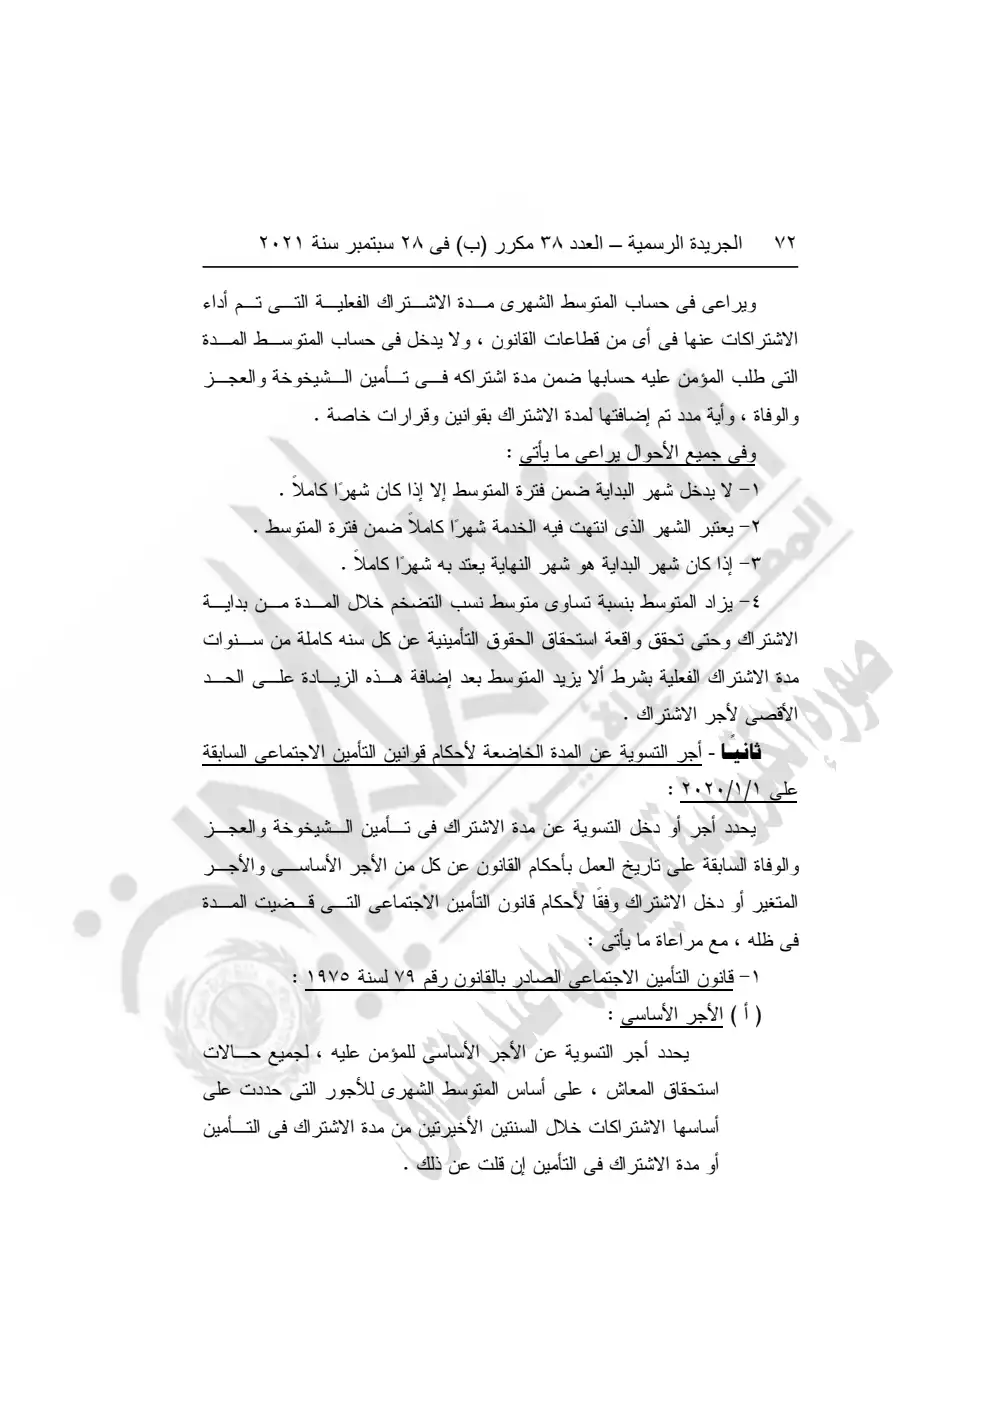 ٧٢ الجريدة الرسمية – العدد ٣٨ مكرر (ب) فى ٢٨ سبتمبر سنة ٢٠٢١
ويراعى فى حساب المتوسط الشهرى مدة الاشتراك الفعلية التى تم أداء
الاشتراكات عنها فى أى من قطاعات القانون ، ولا يدخل فى حساب المتوسط المدة
التى طلب المؤمن عليه حسابها ضمن مدة اشتراكه فى تأمين الشيخوخة والعجز
والوفاة ، وأية مدد تم إضافتها لمدة الاشتراك بقوانين وقرارات خاصة .
وفى جميع الأحوال يراعى ما يأتى :
١- لا يدخل شهر البداية ضمن فترة المتوسط إلا إذا كان شهرًا كاملاً .
٢- يعتبر الشهر الذى انتهت فيه الخدمة شهرًا كاملاً ضمن فترة المتوسط .
٣- إذا كان شهر البداية هو شهر النهاية يعتد به شهرًا كاملاً .
٤- يزاد المتوسط بنسبة تساوى متوسط نسب التضخم خلال المدة من بداية
الاشتراك وحتى تحقق واقعة استحقاق الحقوق التأمينية عن كل سنه كاملة من سنوات
مدة الاشتراك الفعلية بشرط ألا يزيد المتوسط بعد إضافة هذه الزيادة على الحد
الأقصى لأجر الاشتراك .
ثانيًا - أجر التسوية عن المدة الخاضعة لأحكام قوانين التأمين الاجتماعى السابقة
على ٢٠٢٠/١/١ :
يحدد أجر أو دخل التسوية عن مدة الاشتراك فى تأمين الشيخوخة والعجز
والوفاة السابقة على تاريخ العمل بأحكام القانون عن كل من الأجر الأساسى والأجر
المتغير أو دخل الاشتراك وفقًا لأحكام قانون التأمين الاجتماعى التى قضيت المدة
فى ظله ، مع مراعاة ما يأتى :
١- قانون التأمين الاجتماعى الصادر بالقانون رقم ٧٩ لسنة ١٩٧٥ :
( أ ) الأجر الأساسى :
يحدد أجر التسوية عن الأجر الأساسى للمؤمن عليه ، لجميع حالات
استحقاق المعاش ، على أساس المتوسط الشهرى للأجور التى حددت على
أساسها الاشتراكات خلال السنتين الأخيرتين من مدة الاشتراك فى التأمين
أو مدة الاشتراك فى التأمين إن قلت عن ذلك .